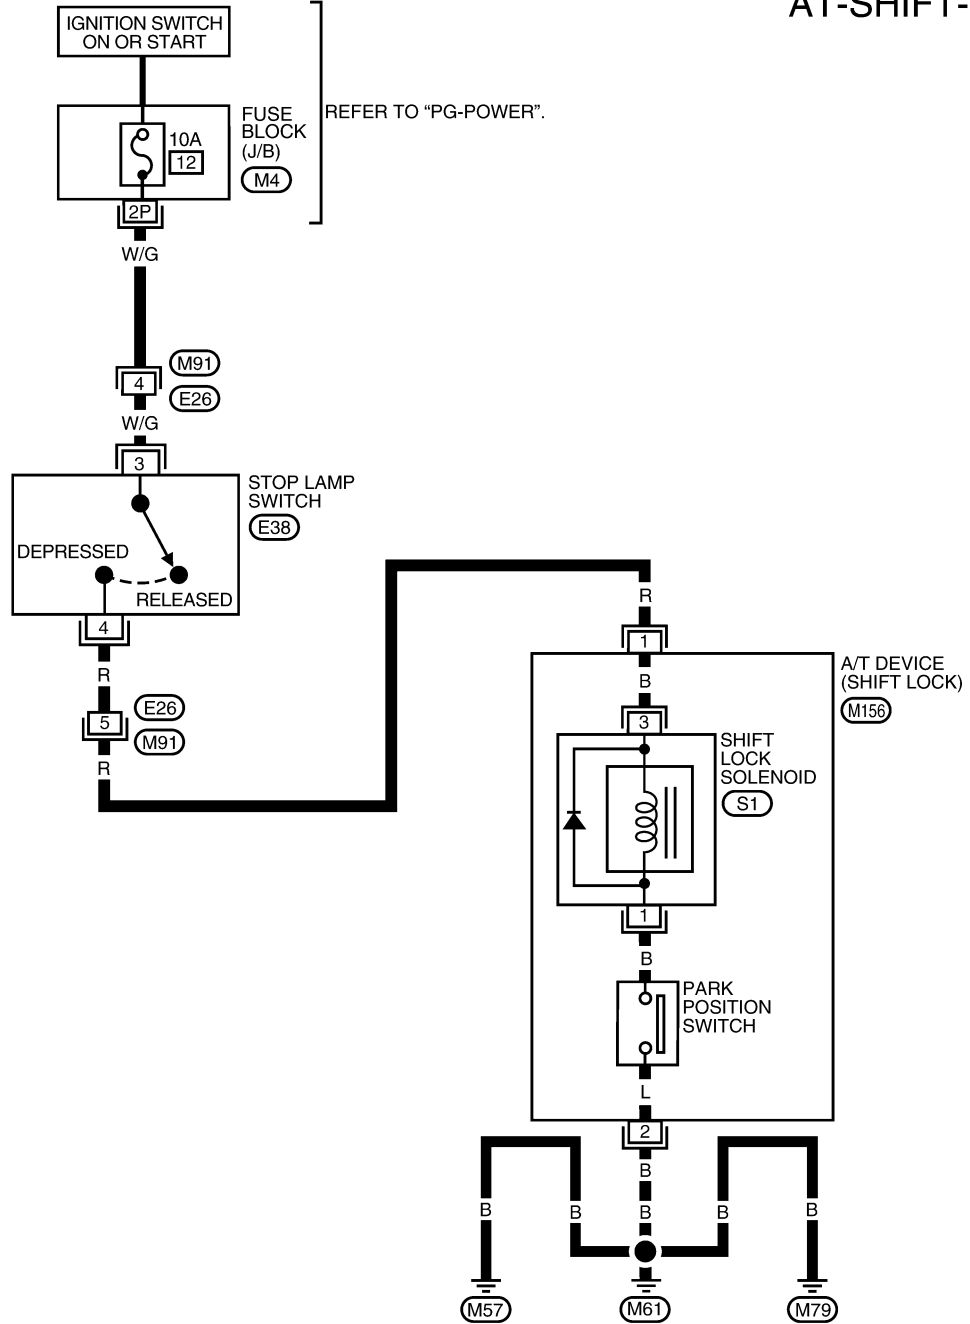 AT-SHIFT-
IGNITION SWITCH
ON OR START
REFER TO “PG-POWER”.
FUSE
BLOCK
(J/B)
10A
12
M4
2P
W/G
M91
4
E26
W/G
3
STOP LAMP
SWITCH
E38
DEPRESSED
RELEASED
4
R
E26
5
M91
R
R
1
A/T DEVICE
(SHIFT LOCK)
M156
B
3
SHIFT
LOCK
SOLENOID
S1
1
B
PARK
POSITION
SWITCH
L
2
B
B
B
B
B
B
M57
M61
M79